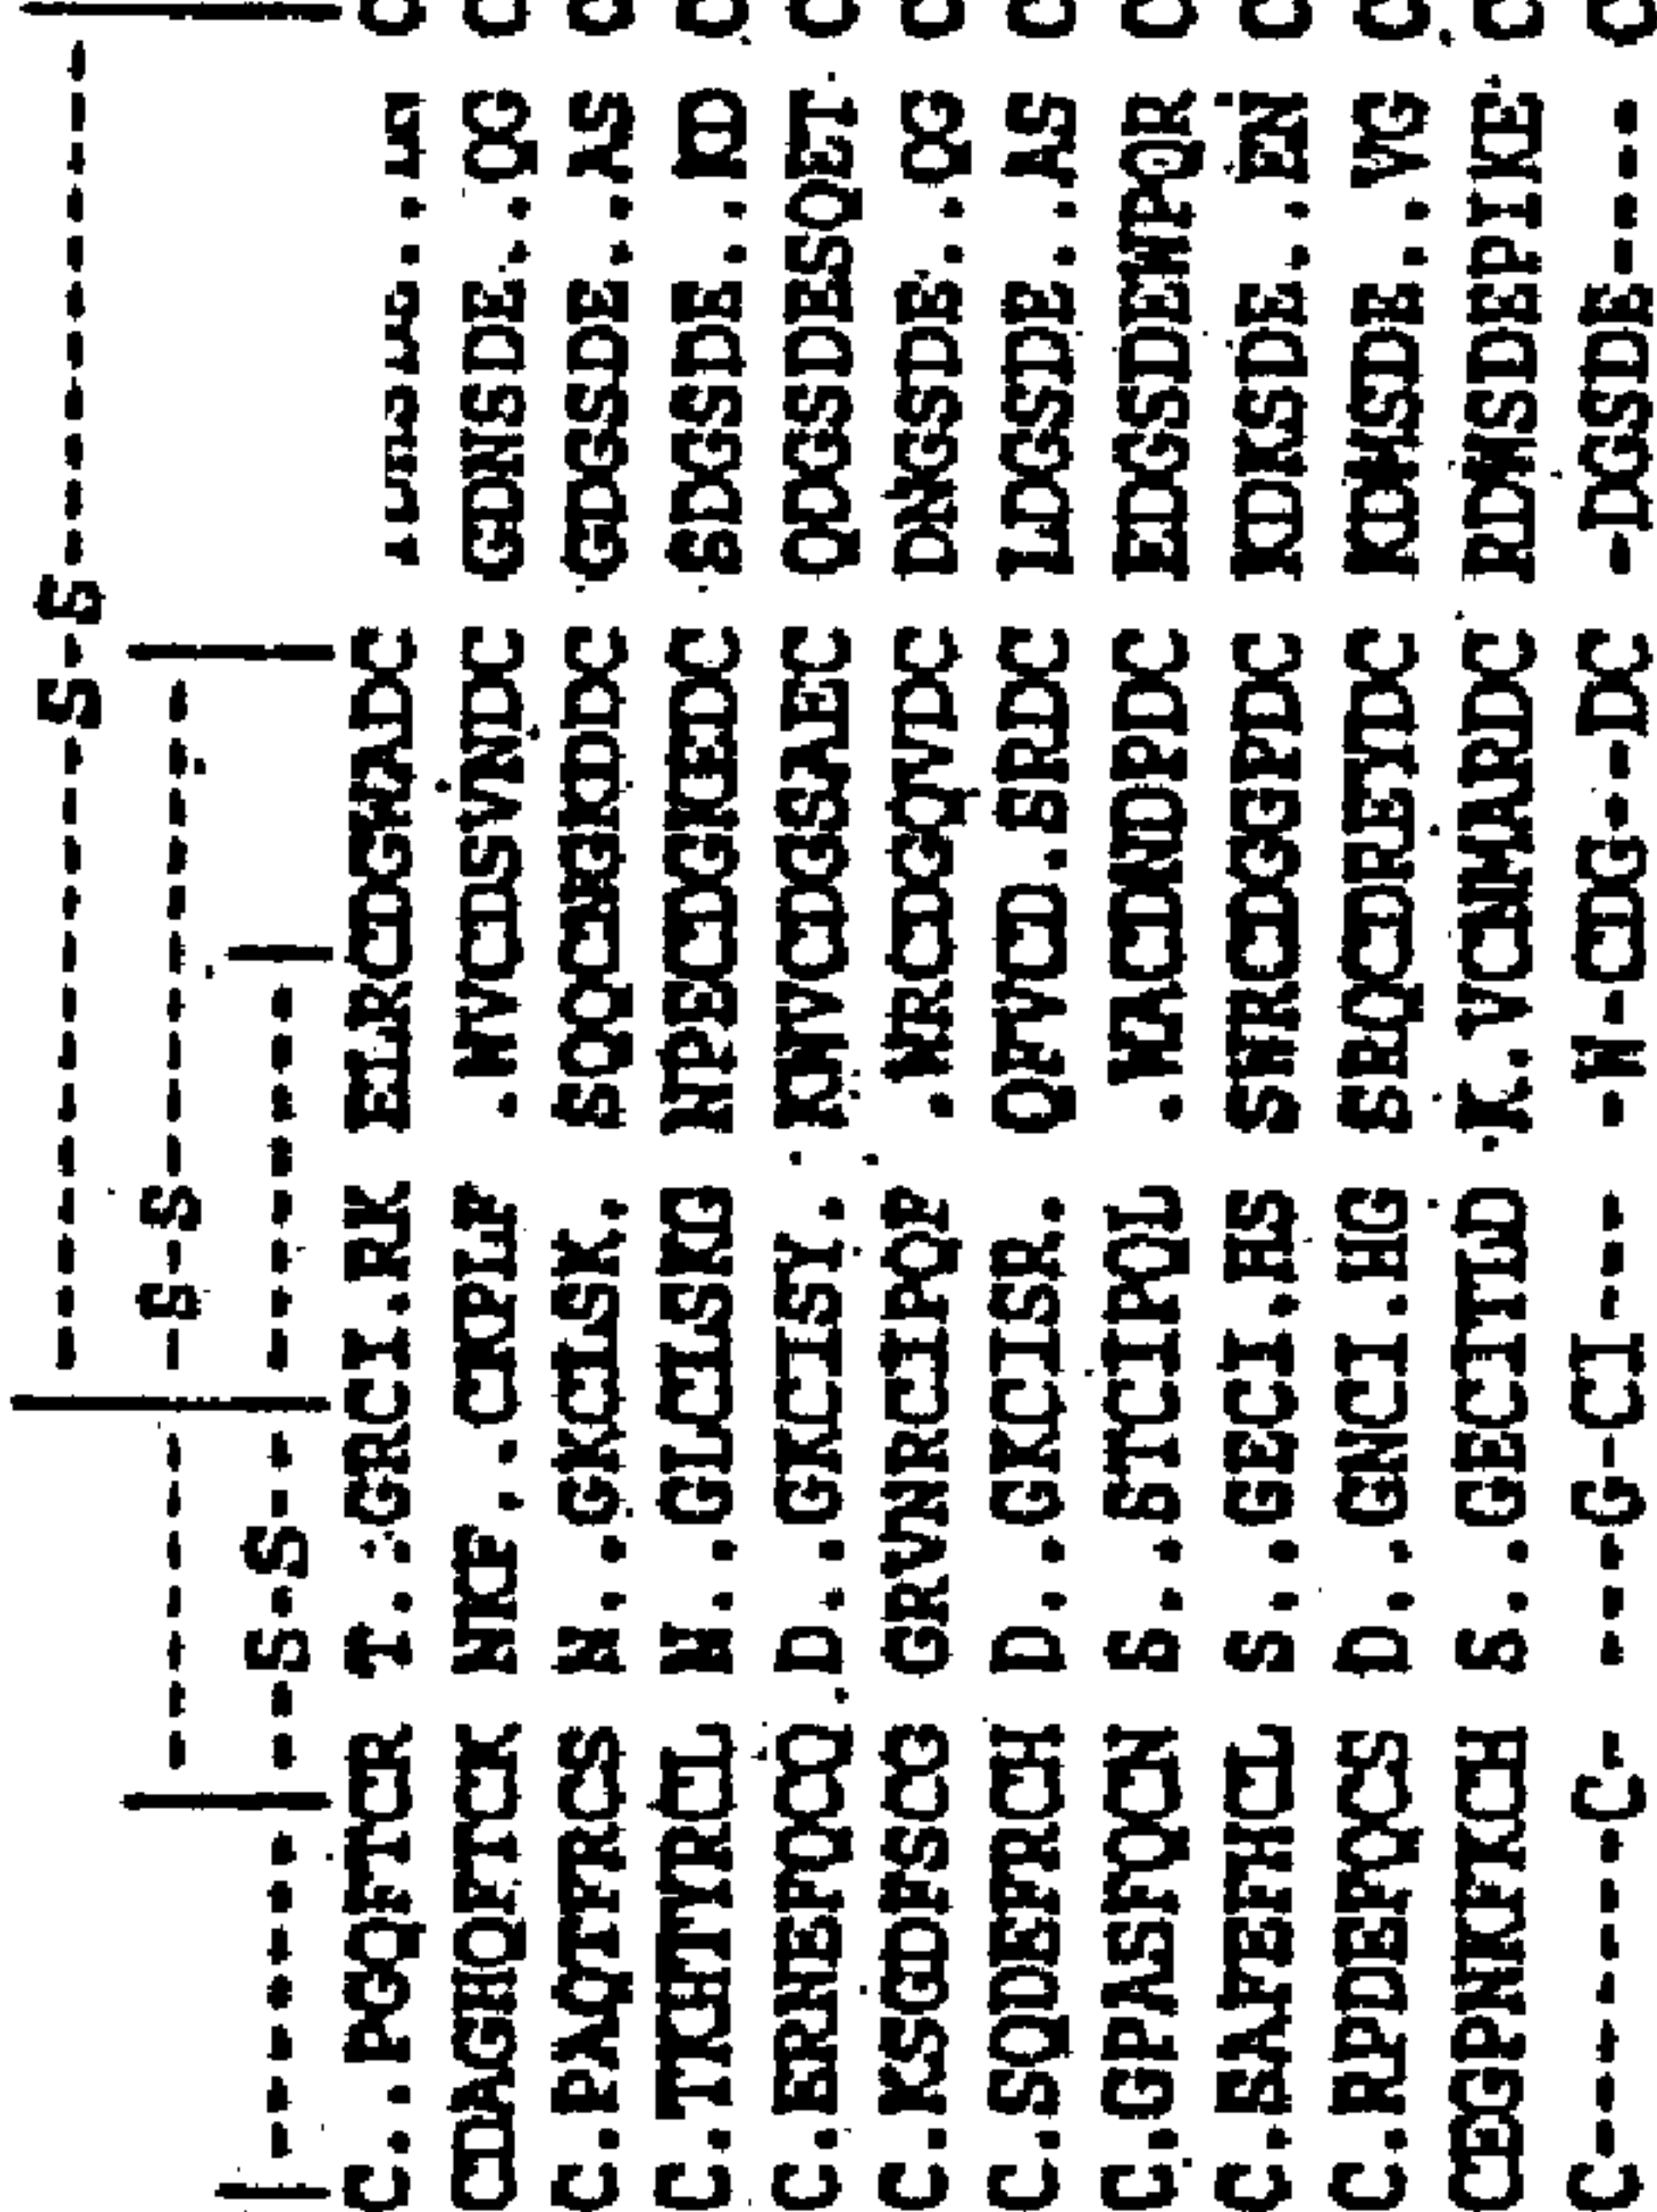 -------------S-S-----------
-------|-S-S----------|
|-------|--S-S--|--------|
C..PGQFTCR I..GRCI.RK ELRCDGWADC C
CDAGHQFTCK NKF..CKPLF .WVCDSVNDC GDNSDE..QG C
C.PAQTFRCS N..GKCLSK. SQQCNGKDDC GDGSDE..AS C
C.TKHTYRCL N..GLCLSKG NPECDGKEDC SDGSDE..KD C
C.ERNEFQCQ D..GKCISY. KWVCDGSAEC QDGSDESQET C
C.KSGDFSCG GRVNRCIPQF .WRCDGQVDC DNGSDE..QG C
C.SQDEFRCH D..GKCISR. QFVCD.SRDC LDGSDE..AS C
C.GPASFQCN S..STCIPQL .WACDNDPDC EDGSDEWPQR C
C.SAFEFHCL S..GECI.HS SWRCDGGPDC KDKSDE..EN C
C.RPDEFQCS D..GNCI.HG SRQCDREYDC KDMSDE..VG C
CEGPNKFKCH S..GECITLD K.VCNMARDC RDWSDEPIKE C
C-------C- ---G-CI--- -W-CDG--DC -DGSDE---- C